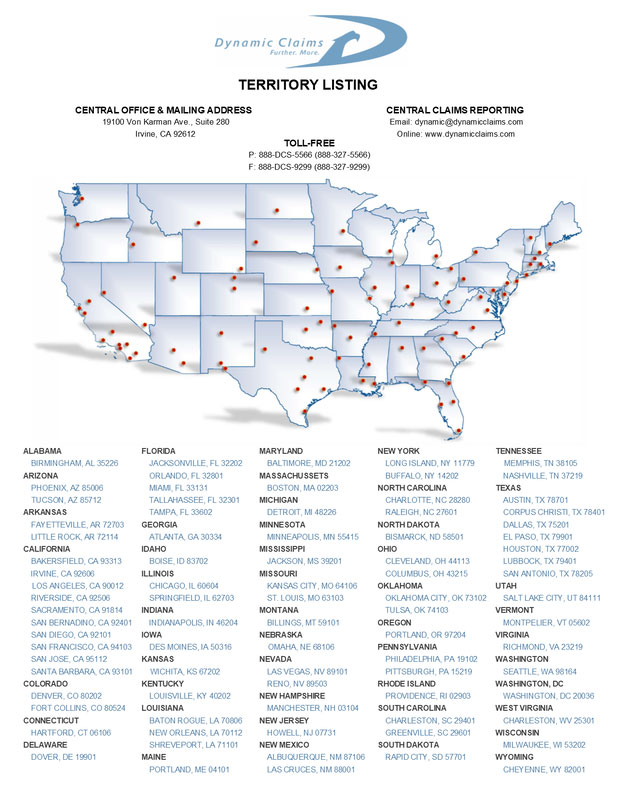 Dynamic Claims
Further. More.
TERRITORY LISTING
CENTRAL OFFICE & MAILING ADDRESS
19100 Von Karman Ave., Suite 280
Irvine, CA 92612
CENTRAL CLAIMS REPORTING
Email: dynamic@dynamicclaims.com
Online: www.dynamicclaims.com
TOLL-FREE
P: 888-DCS-5566 (888-327-5566)
F: 888-DCS-9299 (888-327-9299)
ALABAMA
BIRMINGHAM, AL 35226
ARIZONA
PHOENIX, AZ 85006
TUCSON, AZ 85712
ARKANSAS
FAYETTEVILLE, AR 72703
LITTLE ROCK, AR 72114
CALIFORNIA
BAKERSFIELD, CA 93313
IRVINE, CA 92606
LOS ANGELES, CA 90012
RIVERSIDE, CA 92506
SACRAMENTO, CA 91814
SAN BERNADINO, CA 92401
SAN DIEGO, CA 92101
SAN FRANCISCO, CA 94103
SAN JOSE, CA 95112
SANTA BARBARA, CA 93101
COLORADO
DENVER, CO 80202
FORT COLLINS, CO 80524
CONNECTICUT
HARTFORD, CT 06106
DELAWARE
DOVER, DE 19901
FLORIDA
JACKSONVILLE, FL 32202
ORLANDO, FL 32801
MIAMI, FL 33131
TALLAHASSEE, FL 32301
TAMPA, FL 33602
GEORGIA
ATLANTA, GA 30334
IDAHO
BOISE, ID 83702
ILLINOIS
CHICAGO, IL 60604
SPRINGFIELD, IL 62703
INDIANA
INDIANAPOLIS, IN 46204
IOWA
DES MOINES, IA 50316
KANSAS
WICHITA, KS 67202
KENTUCKY
LOUISVILLE, KY 40202
LOUISIANA
BATON ROGUE, LA 70806
NEW ORLEANS, LA 70112
SHREVEPORT, LA 71101
MAINE
PORTLAND, ME 04101
MARYLAND
BALTIMORE, MD 21202
MASSACHUSSETS
BOSTON, MA 02203
MICHIGAN
DETROIT, MI 48226
MINNESOTA
MINNEAPOLIS, MN 55415
MISSISSIPPI
JACKSON, MS 39201
MISSOURI
KANSAS CITY, MO 64106
ST. LOUIS, MO 63103
MONTANA
BILLINGS, MT 59101
NEBRASKA
OMAHA, NE 68106
NEVADA
LAS VEGAS, NV 89101
RENO, NV 89503
NEW HAMPSHIRE
MANCHESTER, NH 03104
NEW JERSEY
HOWELL, NJ 07731
NEW MEXICO
ALBUQUERQUE, NM 87106
LAS CRUCES, NM 88001
NEW YORK
LONG ISLAND, NY 11779
BUFFALO, NY 14202
NORTH CAROLINA
CHARLOTTE, NC 28280
RALEIGH, NC 27601
NORTH DAKOTA
BISMARCK, ND 58501
OHIO
CLEVELAND, OH 44113
COLUMBUS, OH 43215
OKLAHOMA
OKLAHOMA CITY, OK 73102
TULSA, OK 74103
OREGON
PORTLAND, OR 97204
PENNSYLVANIA
PHILADELPHIA, PA 19102
PITTSBURGH, PA 15219
RHODE ISLAND
PROVIDENCE, RI 02903
SOUTH CAROLINA
CHARLESTON, SC 29401
GREENVILLE, SC 29601
SOUTH DAKOTA
RAPID CITY, SD 57701
TENNESSEE
MEMPHIS, TN 38105
NASHVILLE, TN 37219
TEXAS
AUSTIN, TX 78701
CORPUS CHRISTI, TX 78401
DALLAS, TX 75201
EL PASO, TX 79901
HOUSTON, TX 77002
LUBBOCK, TX 79401
SAN ANTONIO, TX 78205
UTAH
SALT LAKE CITY, UT 84111
VERMONT
MONTPELIER, VT 05602
VIRGINIA
RICHMOND, VA 23219
WASHINGTON
SEATTLE, WA 98164
WASHINGTON, DC
WASHINGTON, DC 20036
WEST VIRGINIA
CHARLESTON, WV 25301
WISCONSIN
MILWAUKEE, WI 53202
WYOMING
CHEYENNE, WY 82001